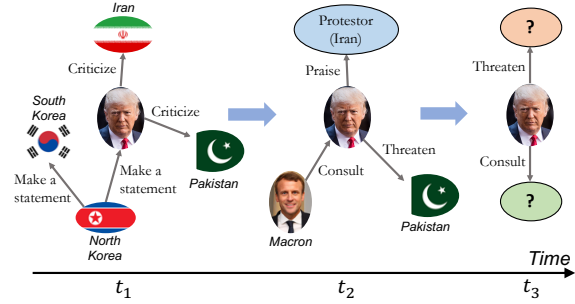 Iran
Criticize
South
Korea
Criticize
Make a
statement
Make a
statement
Pakistan
North
Korea
Protestor
(Iran)
Praise
Threaten
Consult
Macron
Pakistan
?
Threaten
Consult
?
Time
t₁
t₂
t₃